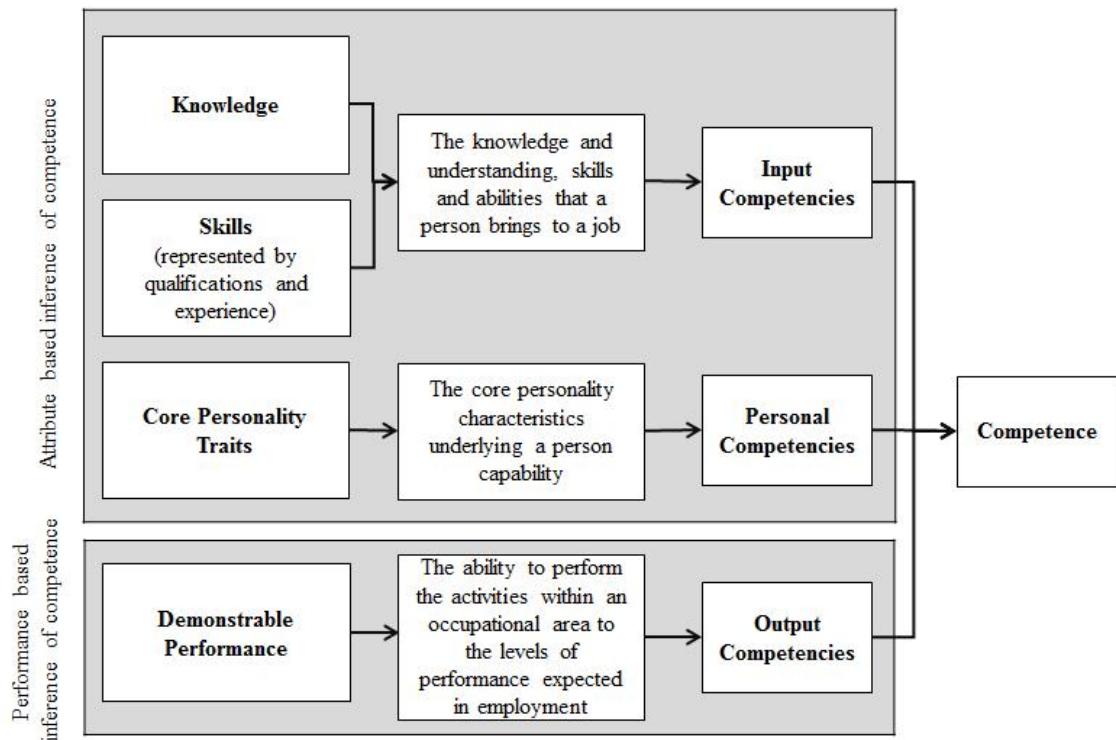 Attribute based inference of competence
Knowledge
Skills
(represented by
qualifications and
experience)
The knowledge and
understanding, skills
and abilities that a
person brings to a job
Input
Competencies
Core Personality
Traits
The core personality
characteristics
underlying a person
capability
Personal
Competencies
Competence
Performance based
inference of competence
Demonstrable
Performance
The ability to perform
the activities within an
occupational area to
the levels of
performance expected
in employment
Output
Competencies